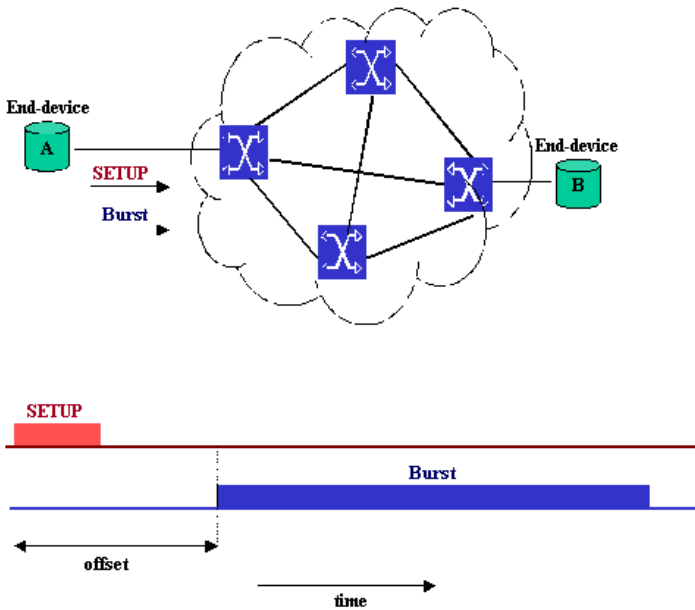 End-device
A
SETUP
Burst
End-device
B
SETUP
Burst
offset
time